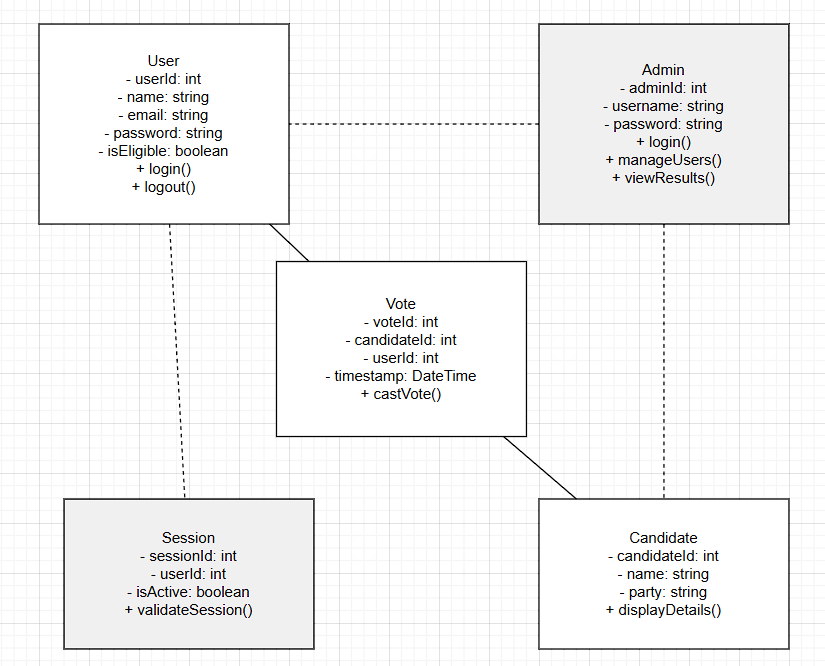 User
- userId: int
- name: string
- email: string
- password: string
- isEligible: boolean
+ login()
+ logout()
Admin
- adminId: int
- username: string
- password: string
+ login()
+ manageUsers()
+ viewResults()
Vote
- voteId: int
- candidateId: int
- userId: int
- timestamp: DateTime
+ castVote()
Session
- sessionId: int
- userId: int
- isActive: boolean
+ validateSession()
Candidate
- candidateId: int
- name: string
- party: string
+ displayDetails()